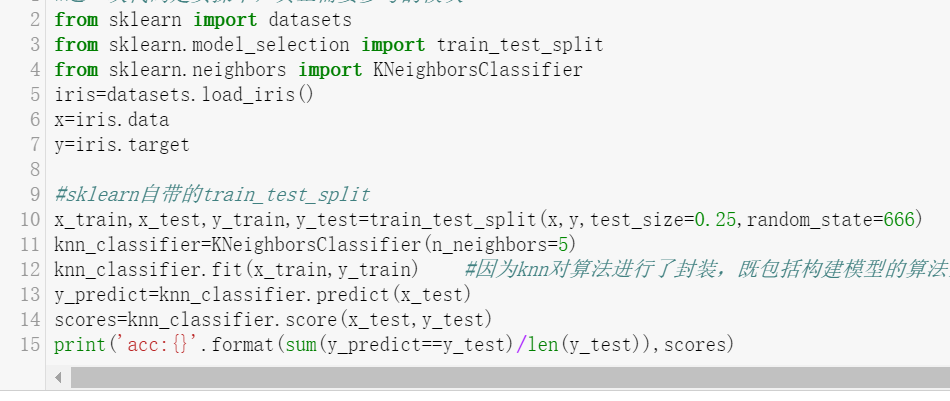 2 from sklearn import datasets
3 from sklearn.model_selection import train_test_split
4 from sklearn.neighbors import KNeighborsClassifier
5 iris=datasets.load_iris()
6 x=iris.data
7 y=iris.target
8
9 #sklearn自带的train_test_split
10 x_train,x_test,y_train,y_test=train_test_split(x,y,test_size=0.25,random_state=666)
11 knn_classifier=KNeighborsClassifier(n_neighbors=5)
12 knn_classifier.fit(x_train,y_train)    #因为knn对算法进行了封装，既包括构建模型的算法
13 y_predict=knn_classifier.predict(x_test)
14 scores=knn_classifier.score(x_test,y_test)
15 print('acc:{}'.format(sum(y_predict==y_test)/len(y_test)),scores)